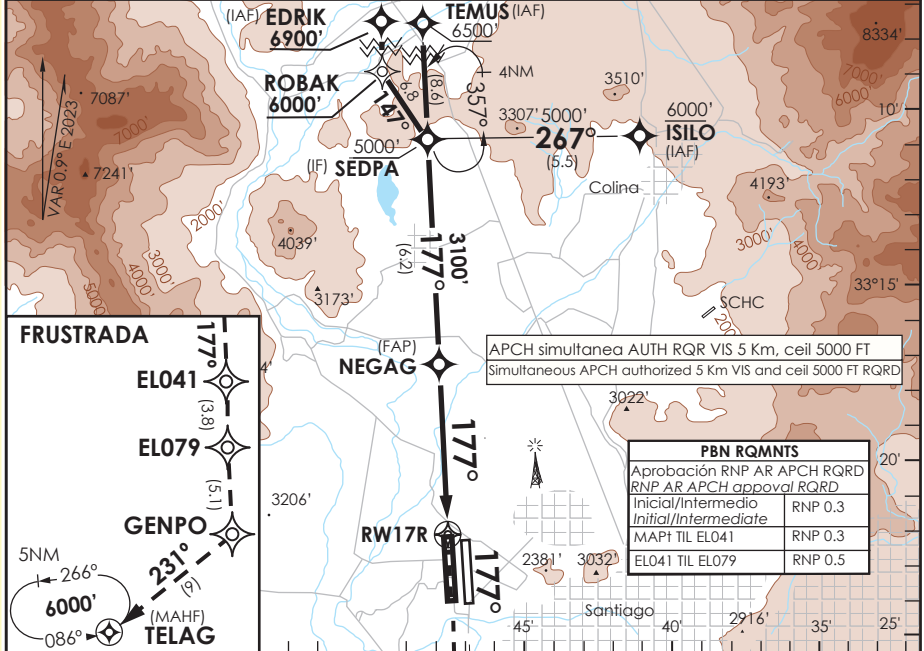 (IAF) EDRIK
6900'
TEMUS (IAF)
6500'
8334'
ROBAK
6000'
6.8
147°
(8.6)
357°
4NM
3510'
7000'
6000'
10'
VAR 0.9° E 2023
7087'
7000'
7241'
5000'
(IF) SEDPA
3307'
5000'
267°
(5.5)
6000'
ISILO
(IAF)
Colina
4193'
2000'
3000'
4000'
5000'
4039'
3173'
3100'
177°
(6.2)
3000'
4000'
33°15'
SCHC
200
(FAP)
NEGAG
APCH simultanea AUTH RQR VIS 5 Km, ceil 5000 FT
Simultaneous APCH authorized 5 Km VIS and ceil 5000 FT RQRD
3022'
177°
20'
PBN RQMNTS
Aprobación RNP AR APCH RQRD
RNP AR APCH appoval RQRD
Inicial/Intermedio
Initial/Intermediate
RNP 0.3
MAPt TIL EL041
RNP 0.3
EL041 TIL EL079
RNP 0.5
3206'
RW17R
177°
2381'
3032'
Santiago
2916'
45'
40'
35'
25'
FRUSTRADA
177°
4'
EL041
(3.8)
EL079
(5.1)
GENPO
231°
(9)
5NM
266°
6000'
086°
(MAHF)
TELAG